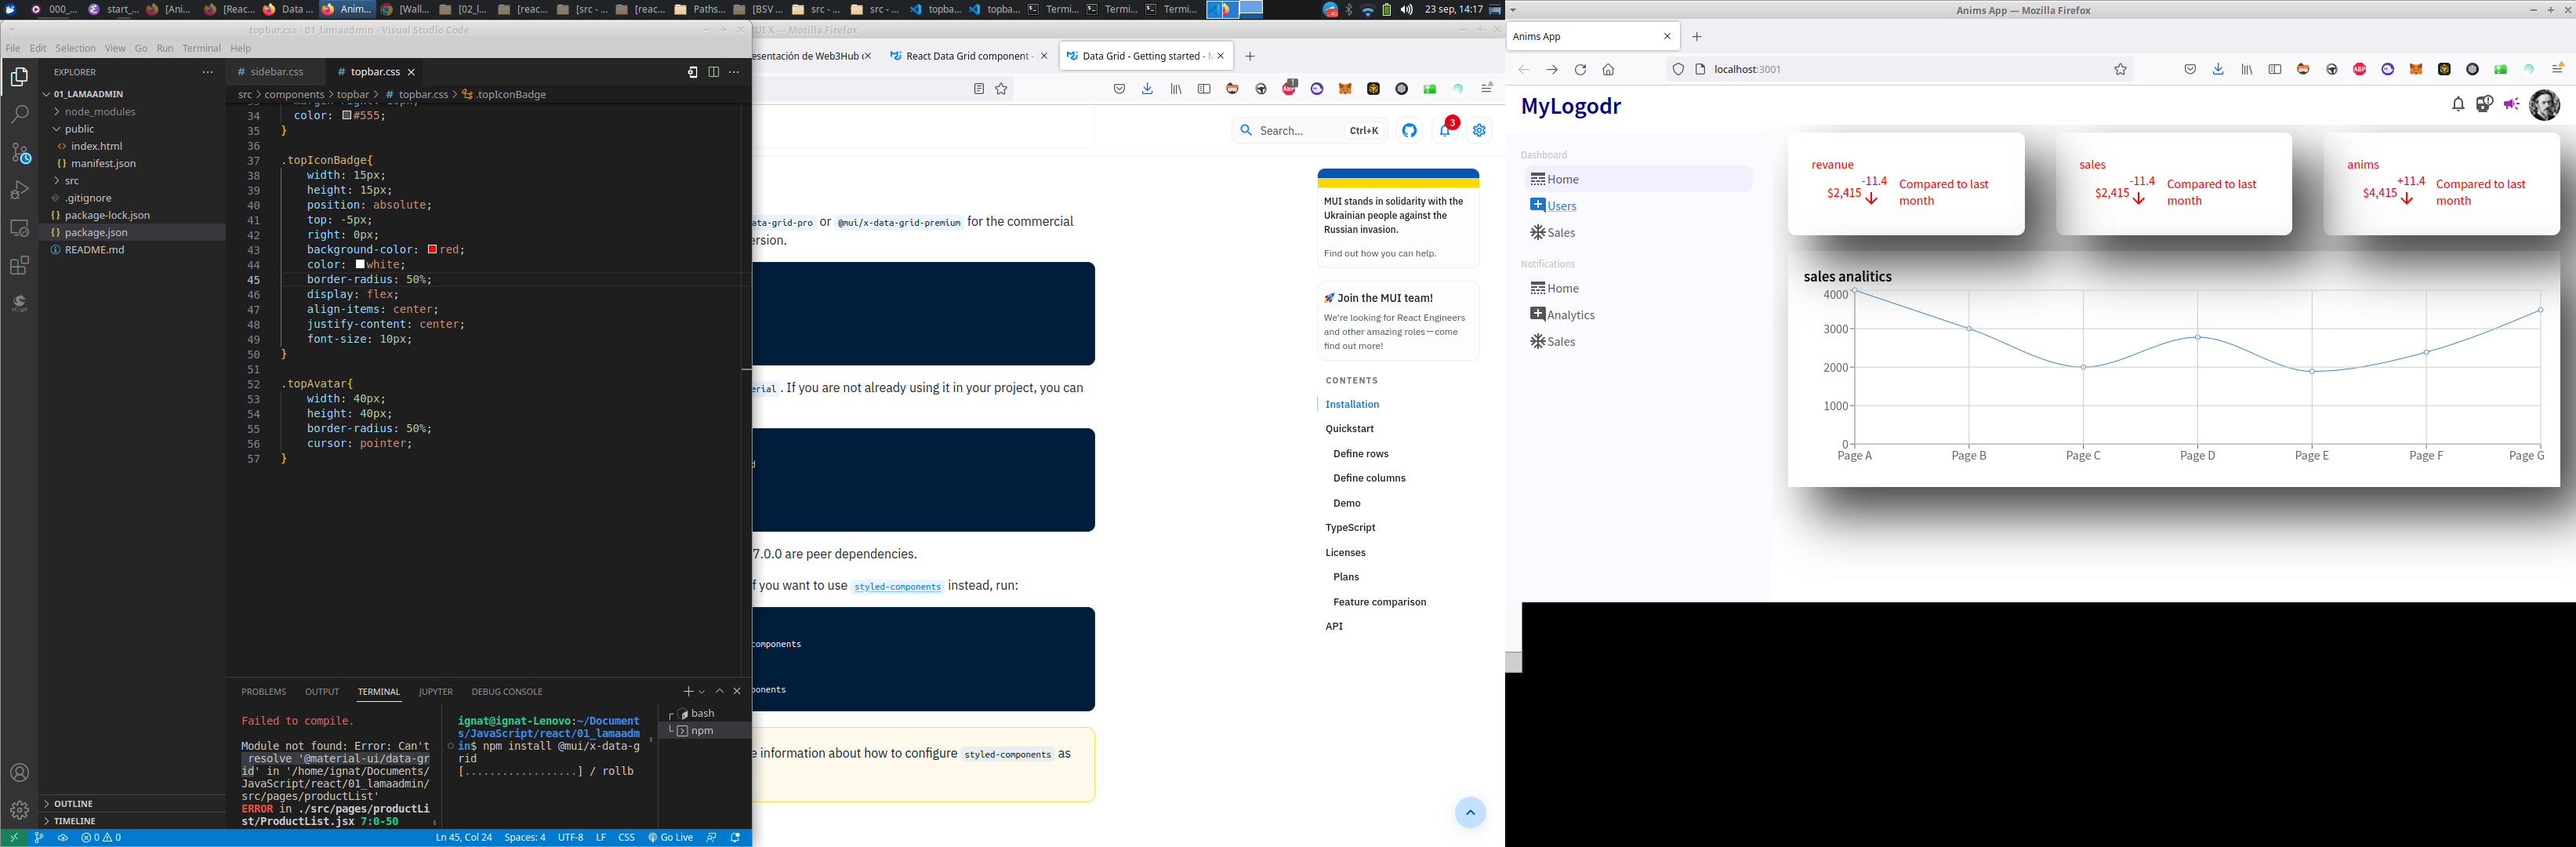 000_...
start_...
[Ani...
[Reac...
Data ...
Anim...
[Wall...
[02_l...
[reac...
[src - ...
[reac...
Paths...
[BSV ...
src - ...
src - ...
topba...
topba...
Termi...
Termi...
Termi...
23 sep, 14:17
topbar.css - 01_lamaadmin - Visual Studio Code
File Edit Selection View Go Run Terminal Help
EXPLORER
01_LAMAADMIN
node_modules
public
index.html
manifest.json
src
.gitignore
package-lock.json
package.json
README.md
OUTLINE
TIMELINE
sidebar.css
topbar.css
src > components > topbar > topbar.css > .topIconBadge
34 color: #555;
35 }
36
37 .topIconBadge{
38 width: 15px;
39 height: 15px;
40 position: absolute;
41 top: -5px;
42 right: 0px;
43 background-color: red;
44 color: white;
45 border-radius: 50%;
46 display: flex;
47 align-items: center;
48 justify-content: center;
49 font-size: 10px;
50 }
51
52 .topAvatar{
53 width: 40px;
54 height: 40px;
55 border-radius: 50%;
56 cursor: pointer;
57 }
PROBLEMS OUTPUT TERMINAL JUPYTER DEBUG CONSOLE
Failed to compile.
Module not found: Error: Can't
resolve '@material-ui/data-gr
id' in '/home/ignat/Documents/
JavaScript/react/01_lamaadmin/
src/pages/productList'
ERROR in ./src/pages/productLi
st/ProductList.jsx 7:0-50
ignat@ignat-Lenovo:~/Document
s/JavaScript/react/01_lamaadm
in$ npm install @mui/x-data-g
rid
[..................] / rollb
bash
npm
0 0
Ln 45, Col 24 Spaces: 4 UTF-8 LF CSS Go Live
UI X — Mozilla Firefox
esentación de Web3Hub
React Data Grid component -
Data Grid - Getting started - M
1
Search...
Ctrl+K
3
ata-grid-pro or @mui/x-data-grid-premium for the commercial
ersion.
erial. If you are not already using it in your project, you can
7.0.0 are peer dependencies.
f you want to use styled-components instead, run:
omponents
onents
e information about how to configure styled-components as
MUI stands in solidarity with the
Ukrainian people against the
Russian invasion.
Find out how you can help.
🚀 Join the MUI team!
We're looking for React Engineers
and other amazing roles—come
find out more!
CONTENTS
Installation
Quickstart
Define rows
Define columns
Demo
TypeScript
Licenses
Plans
Feature comparison
API
Anims App — Mozilla Firefox
Anims App
localhost:3001
MyLogodr
Dashboard
Home
Users
Sales
Notifications
Home
Analytics
Sales
revanue
$2,415 -11.4
Compared to last
month
sales
$2,415 -11.4
Compared to last
month
anims
$4,415 +11.4
Compared to last
month
sales analitics
4000
3000
2000
1000
0
Page A Page B Page C Page D Page E Page F Page G